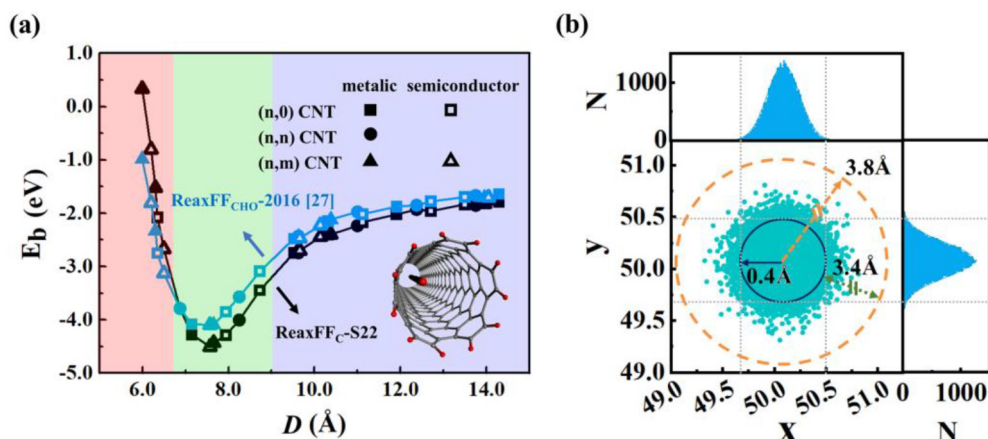 (a)
1.0
0.0
-1.0
-2.0
-3.0
-4.0
-5.0
E_b (eV)
metalic semiconductor
(n,0) CNT
(n,n) CNT
(n,m) CNT
ReaxFF_CHO-2016 [27]
ReaxFF_C-S22
6.0 8.0 10.0 12.0 14.0
D (Å)
(b)
N
1000
0
51.0
50.5
50.0
49.5
49.0
y
3.8Å
0.4Å
3.4Å
49.0 49.5 50.0 50.5 51.0
X
0 1000
N